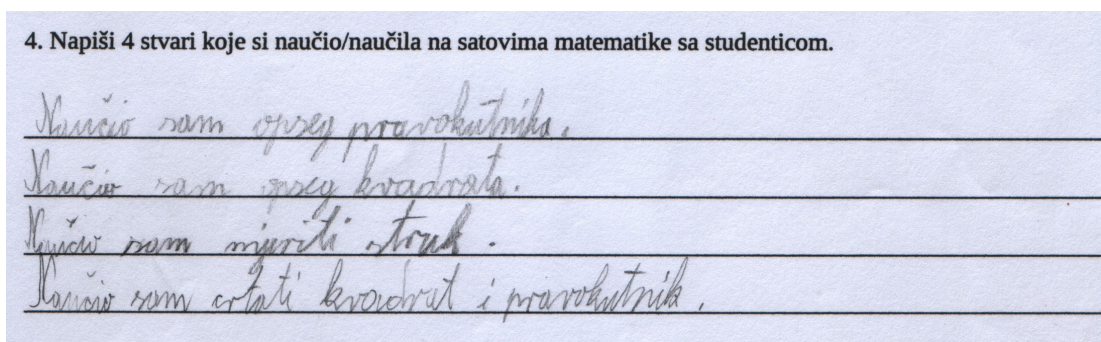 4. Napiši 4 stvari koje si naučio/naučila na satovima matematike sa studenticom.
Naučio sam opseg pravokutnika.
Naučio sam opseg kvadrata.
Naučio sam mjeriti struk.
Naučio sam crtati kvadrat i pravokutnik.